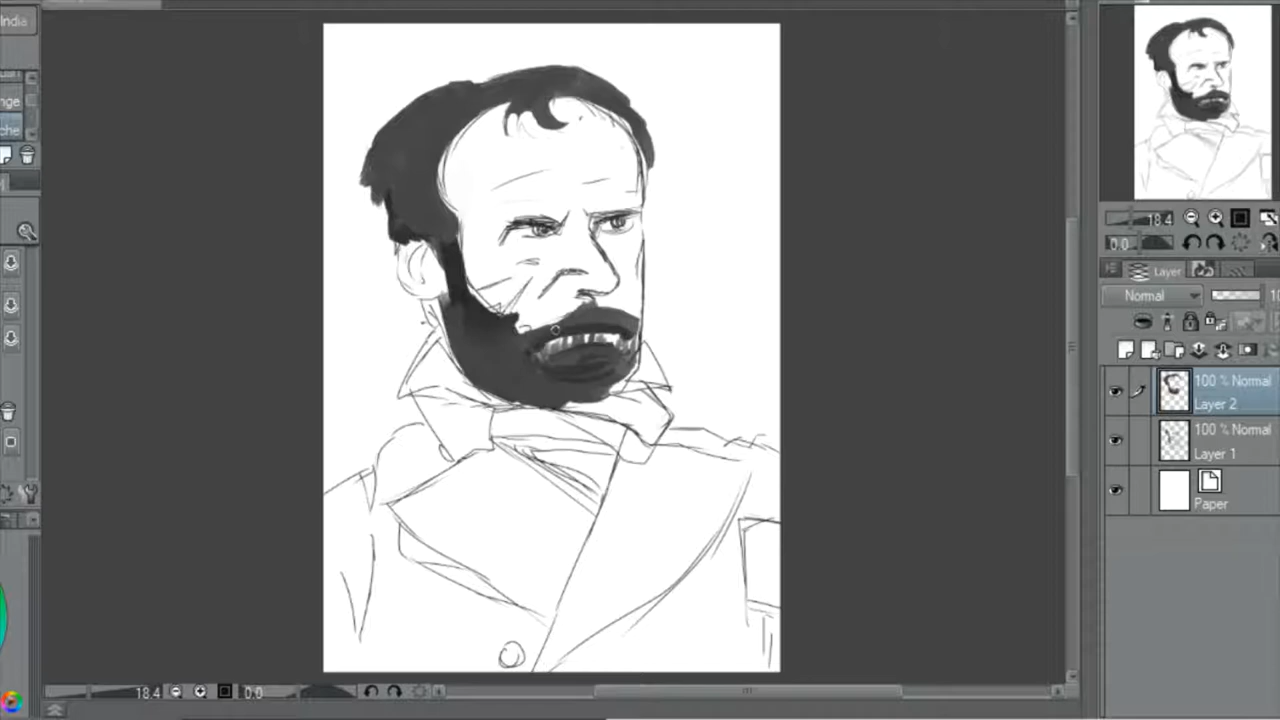 India
nge
che
18.4
0.0
Layer
Normal
10
100 % Normal
Layer 2
100 % Normal
Layer 1
Paper
18.4
0.0